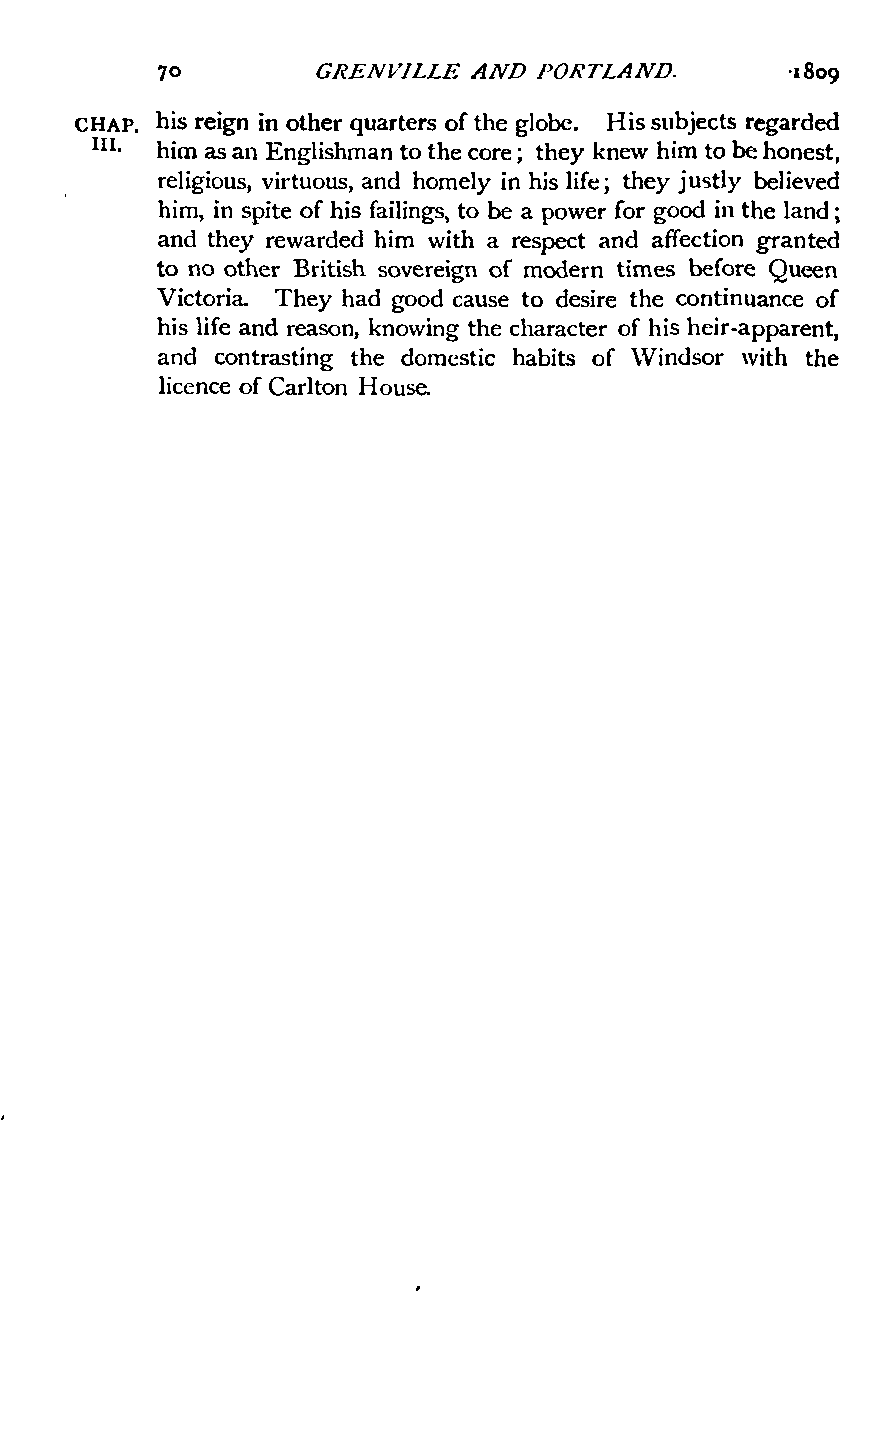 70 GRENVILLE AND PORTLAND. 1809
CHAP. his reign in other quarters of the globe. His subjects regarded
III. him as an Englishman to the core; they knew him to be honest,
religious, virtuous, and homely in his life; they justly believed
him, in spite of his failings, to be a power for good in the land;
and they rewarded him with a respect and affection granted
to no other British sovereign of modern times before Queen
Victoria. They had good cause to desire the continuance of
his life and reason, knowing the character of his heir-apparent,
and contrasting the domestic habits of Windsor with the
licence of Carlton House.